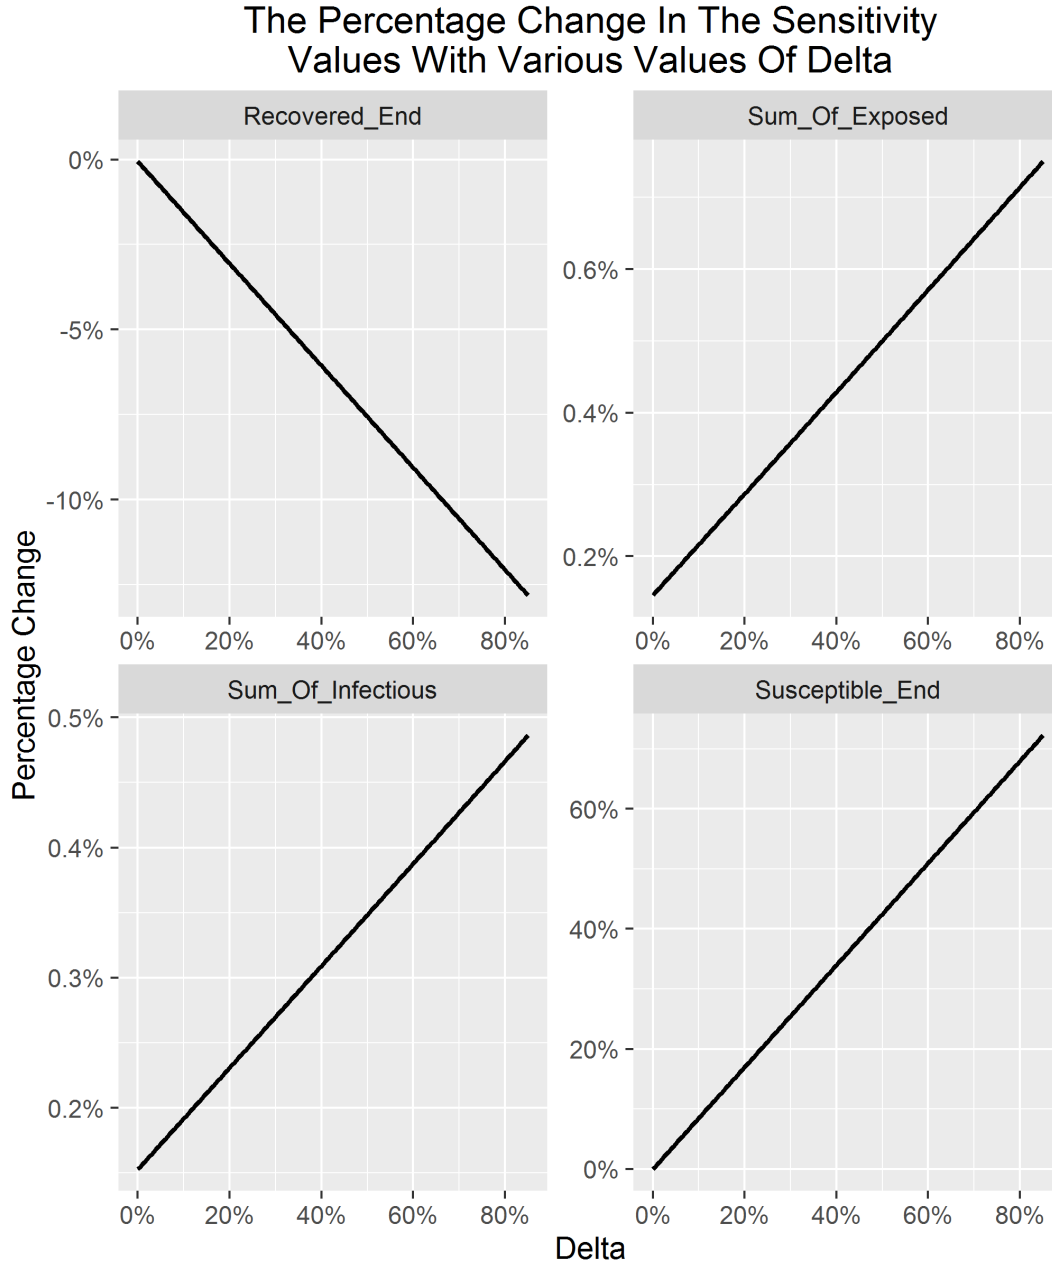 The Percentage Change In The Sensitivity
Values With Various Values Of Delta
Recovered_End
Sum_Of_Exposed
0%
-5%
-10%
0.6%
0.4%
0.2%
0% 20% 40% 60% 80%
0% 20% 40% 60% 80%
Percentage Change
Sum_Of_Infectious
Susceptible_End
0.5%
0.4%
0.3%
0.2%
60%
40%
20%
0%
0% 20% 40% 60% 80%
0% 20% 40% 60% 80%
Delta